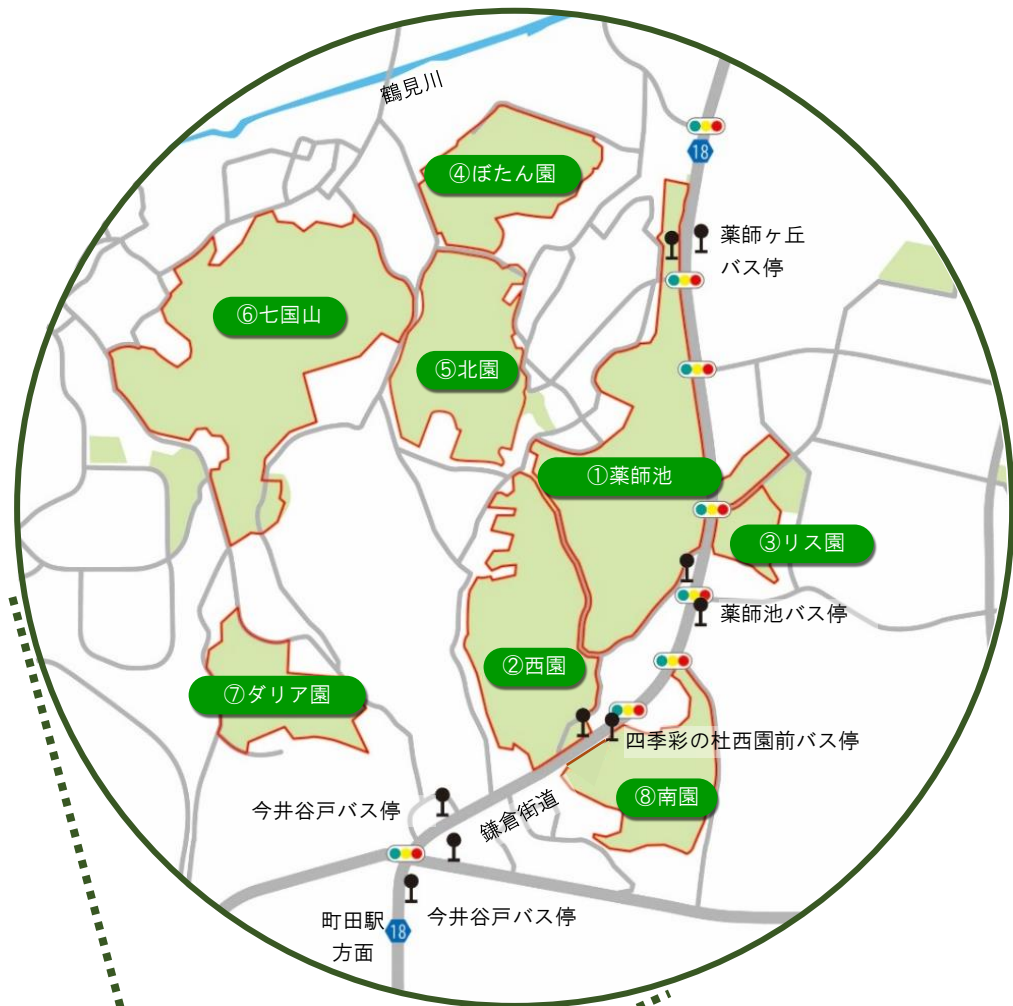 鶴見川
④ぼたん園
18
薬師ヶ丘
バス停
⑥七国山
⑤北園
①薬師池
③リス園
薬師池バス停
②西園
⑦ダリア園
四季彩の杜西園前バス停
⑧南園
今井谷戸バス停
鎌倉街道
今井谷戸バス停
町田駅
方面
18